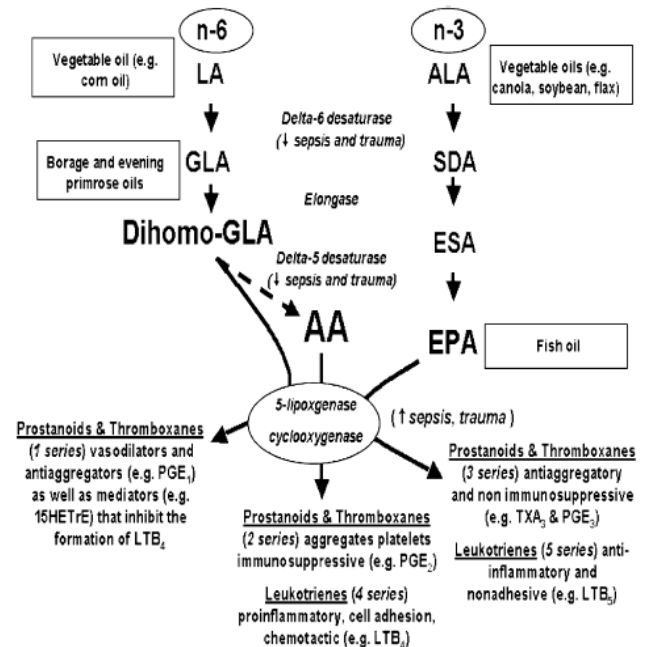 n-6
n-3
Vegetable oil (e.g.
corn oil)
LA
ALA
Vegetable oils (e.g.
canola, soybean, flax)
Delta-6 desaturase
(↓ sepsis and trauma)
Borage and evening
primrose oils
GLA
SDA
Elongase
Dihomo-GLA
ESA
Delta-5 desaturase
(↓ sepsis and trauma)
AA
EPA
Fish oil
5-lipoxgenase
cyclooxygenase
(↑ sepsis, trauma )
Prostanoids & Thromboxanes
(1 series) vasodilators and
antiaggregators (e.g. PGE₁)
as well as mediators (e.g.
15HETrE) that inhibit the
formation of LTB₄
Prostanoids & Thromboxanes
(2 series) aggregates platelets
immunosuppressive (e.g. PGE₂)
Leukotrienes (4 series)
proinflammatory, cell adhesion,
chemotactic (e.g. LTB₄)
Prostanoids & Thromboxanes
(3 series) antiaggregatory
and non immunosuppressive
(e.g. TXA₃ & PGE₃)
Leukotrienes (5 series) anti-
inflammatory and
nonadhesive (e.g. LTB₅)